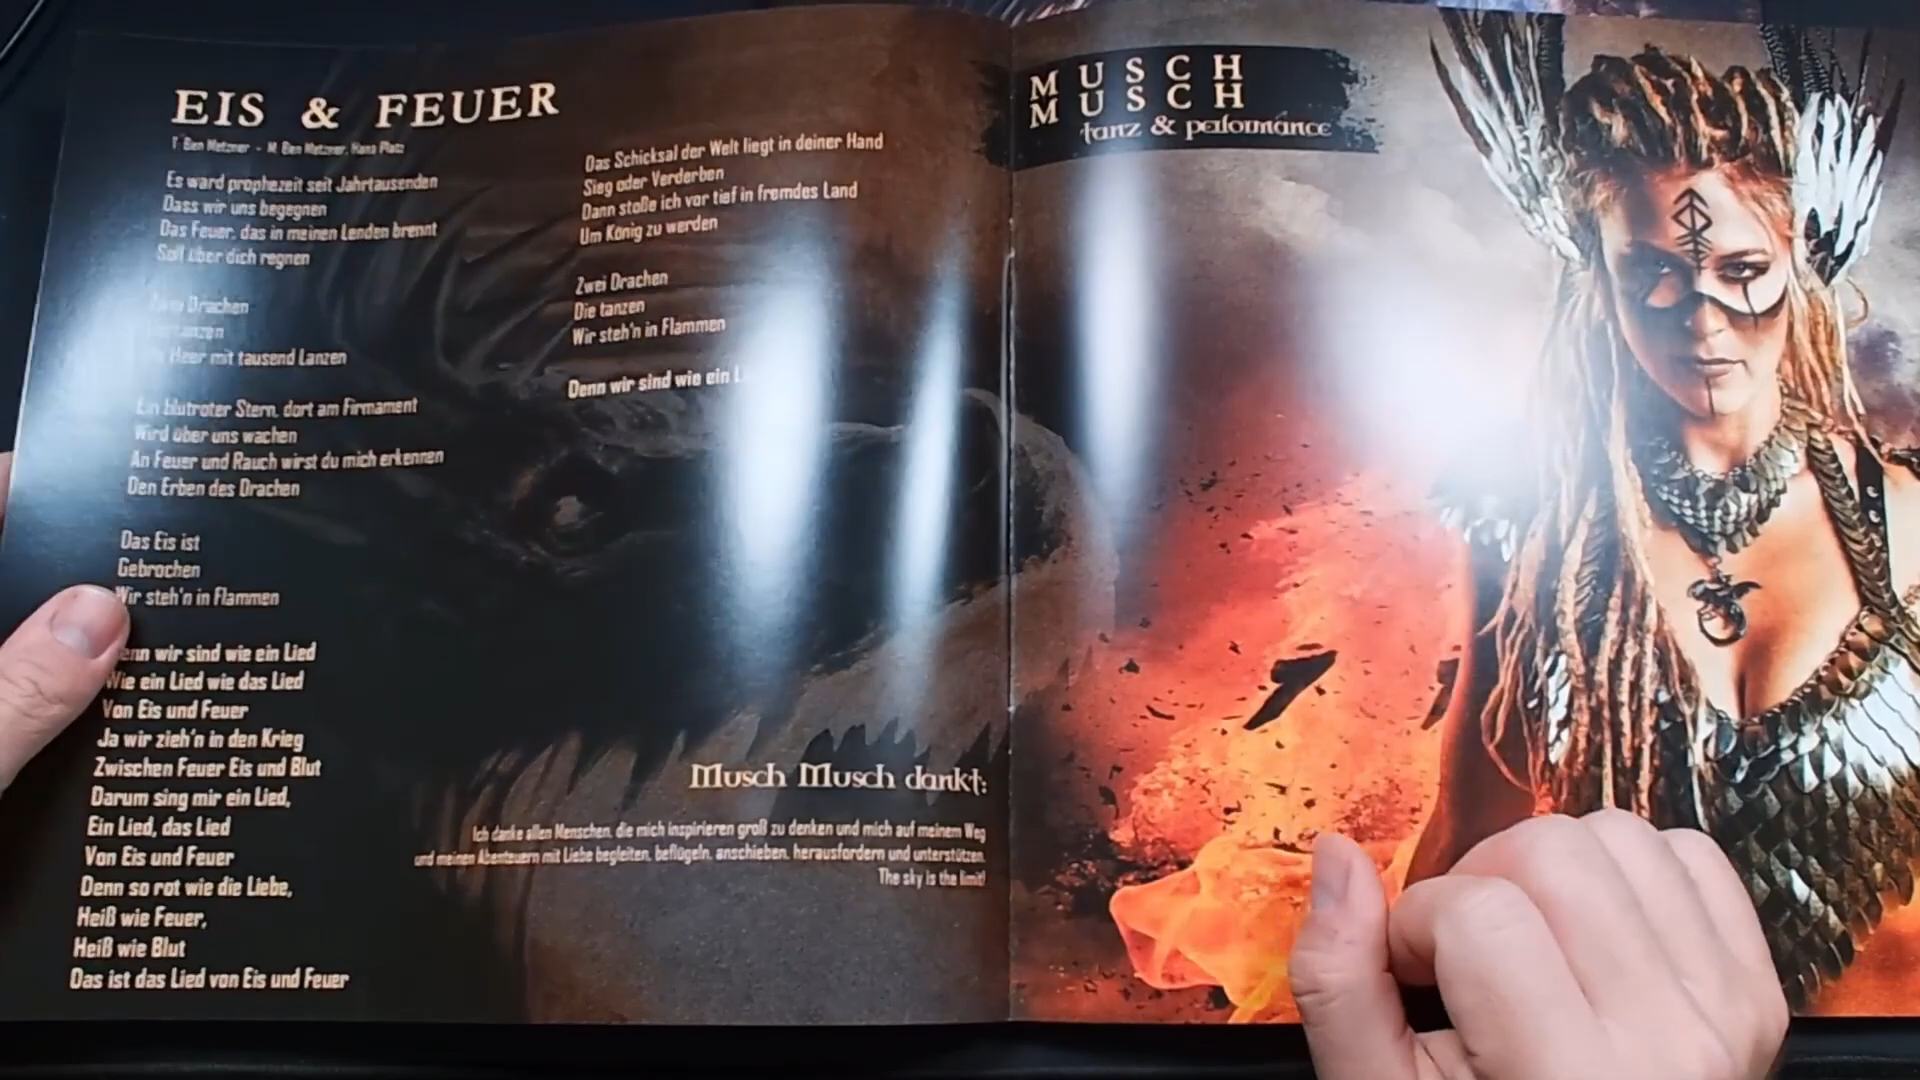 EIS & FEUER
T: Ben Metzner - M: Ben Metzner, Hana Platz
Es ward prophezeit seit Jahrtausenden
Dass wir uns begegnen
Das Feuer, das in meinen Lenden brennt
Soll über dich regnen
Zwei Drachen
tanzen
Heer mit tausend Lanzen
Ein blutroter Stern, dort am Firmament
Wird über uns wachen
An Feuer und Rauch wirst du mich erkennen
Den Erben des Drachen
Das Eis ist
Gebrochen
Wir steh'n in Flammen
Denn wir sind wie ein Lied
Wie ein Lied wie das Lied
Von Eis und Feuer
Ja wir zieh'n in den Krieg
Zwischen Feuer Eis und Blut
Darum sing mir ein Lied,
Ein Lied, das Lied
Von Eis und Feuer
Denn so rot wie die Liebe,
Heiß wie Feuer,
Heiß wie Blut
Das ist das Lied von Eis und Feuer
Das Schicksal der Welt liegt in deiner Hand
Sieg oder Verderben
Dann stoße ich vor tief in fremdes Land
Um König zu werden
Zwei Drachen
Die tanzen
Wir steh'n in Flammen
Denn wir sind wie ein
Musch Musch dankt:
Ich danke allen Menschen, die mich inspirieren groß zu denken und mich auf meinem Weg
und meinen Abenteuern mit Liebe begleiten, beflügeln, anschieben, herausfordern und unterstützen.
The sky is the limit!
MUSCH
MUSCH
tanz & performance